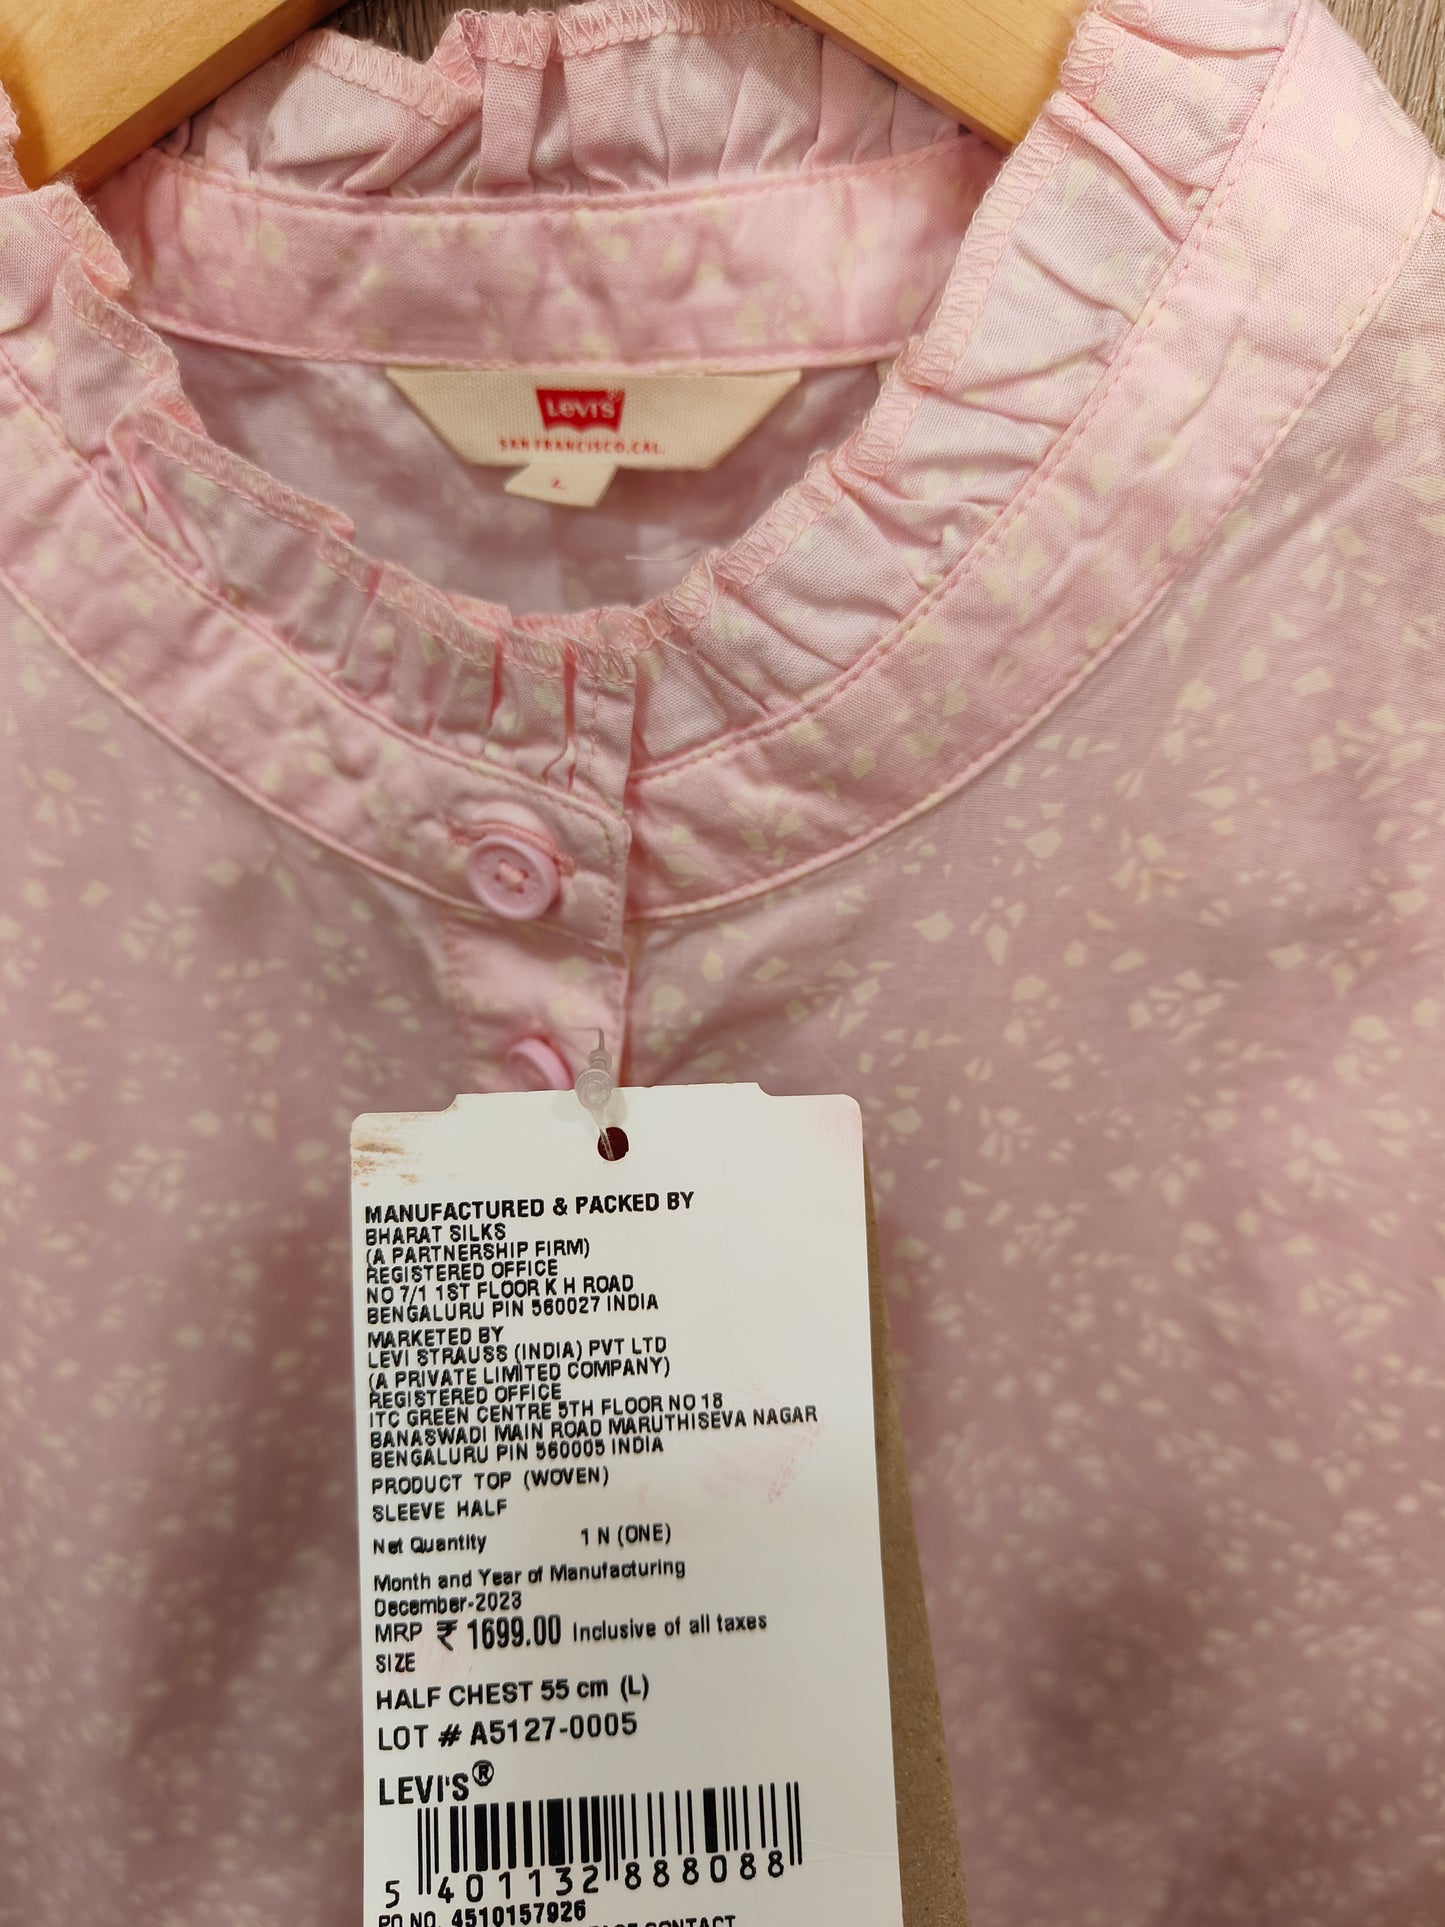 Levi's
SAN FRANCISCO, CAL.
L
MANUFACTURED & PACKED BY
BHARAT SILKS
(A PARTNERSHIP FIRM)
REGISTERED OFFICE
NO 7/1 1ST FLOOR K H ROAD
BENGALURU PIN 560027 INDIA
MARKETED BY
LEVI STRAUSS (INDIA) PVT LTD
(A PRIVATE LIMITED COMPANY)
REGISTERED OFFICE
ITC GREEN CENTRE 5TH FLOOR NO 18
BANASWADI MAIN ROAD MARUTHISEVA NAGAR
BENGALURU PIN 560005 INDIA
PRODUCT TOP (WOVEN)
SLEEVE HALF
Net Quantity 1 N (ONE)
Month and Year of Manufacturing
December-2023
MRP ₹ 1699.00 Inclusive of all taxes
SIZE
HALF CHEST 55 cm (L)
LOT # A5127-0005
LEVI'S®
5 401132 888088
PO NO. 4510157926
CONTACT